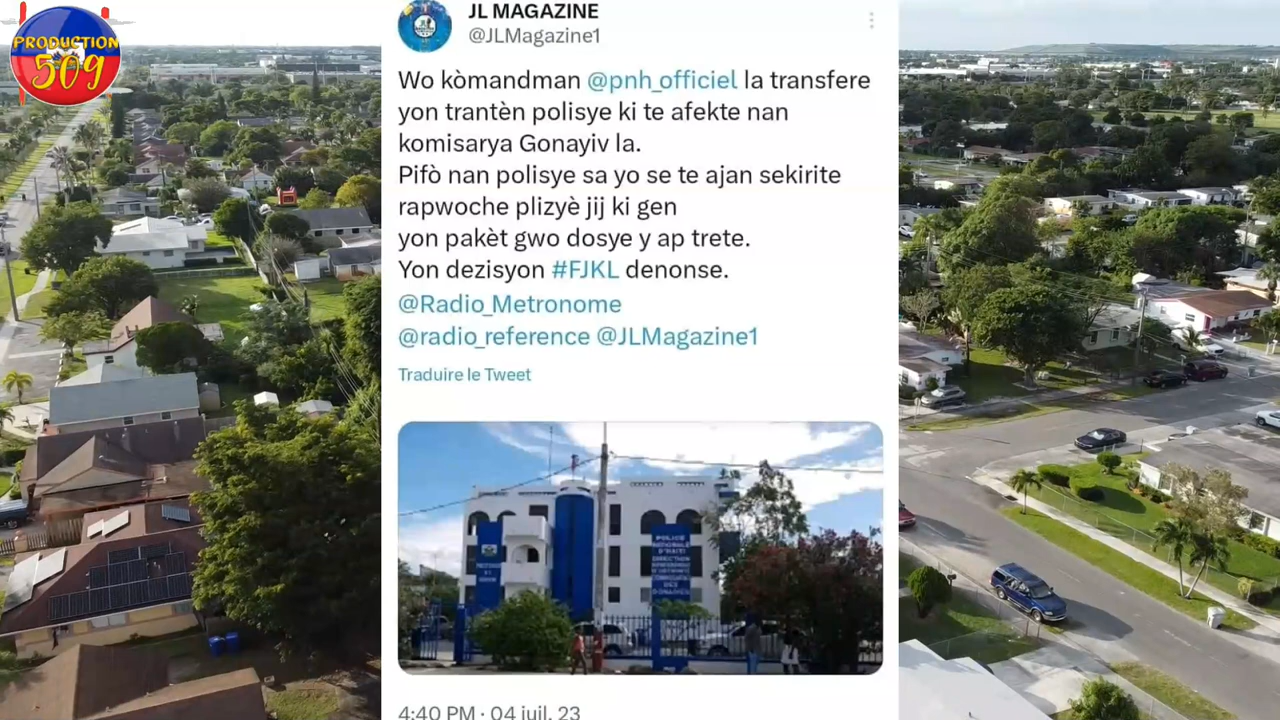 PRODUCTION
509
JL MAGAZINE
@JLMagazine1
Wo kòmandman @pnh_officiel la transfere
yon trantèn polisye ki te afekte nan
komisarya Gonayiv la.
Pifò nan polisye sa yo se te ajan sekirite
rapwoche plizyè jij ki gen
yon pakèt gwo dosye y ap trete.
Yon dezisyon #FJKL denonse.
@Radio_Metronome
@radio_reference @JLMagazine1
Traduire le Tweet
POLICE
NATIONALE
D'HAITI
DIRECTION
DES
4:40 PM · 04 juil. 23